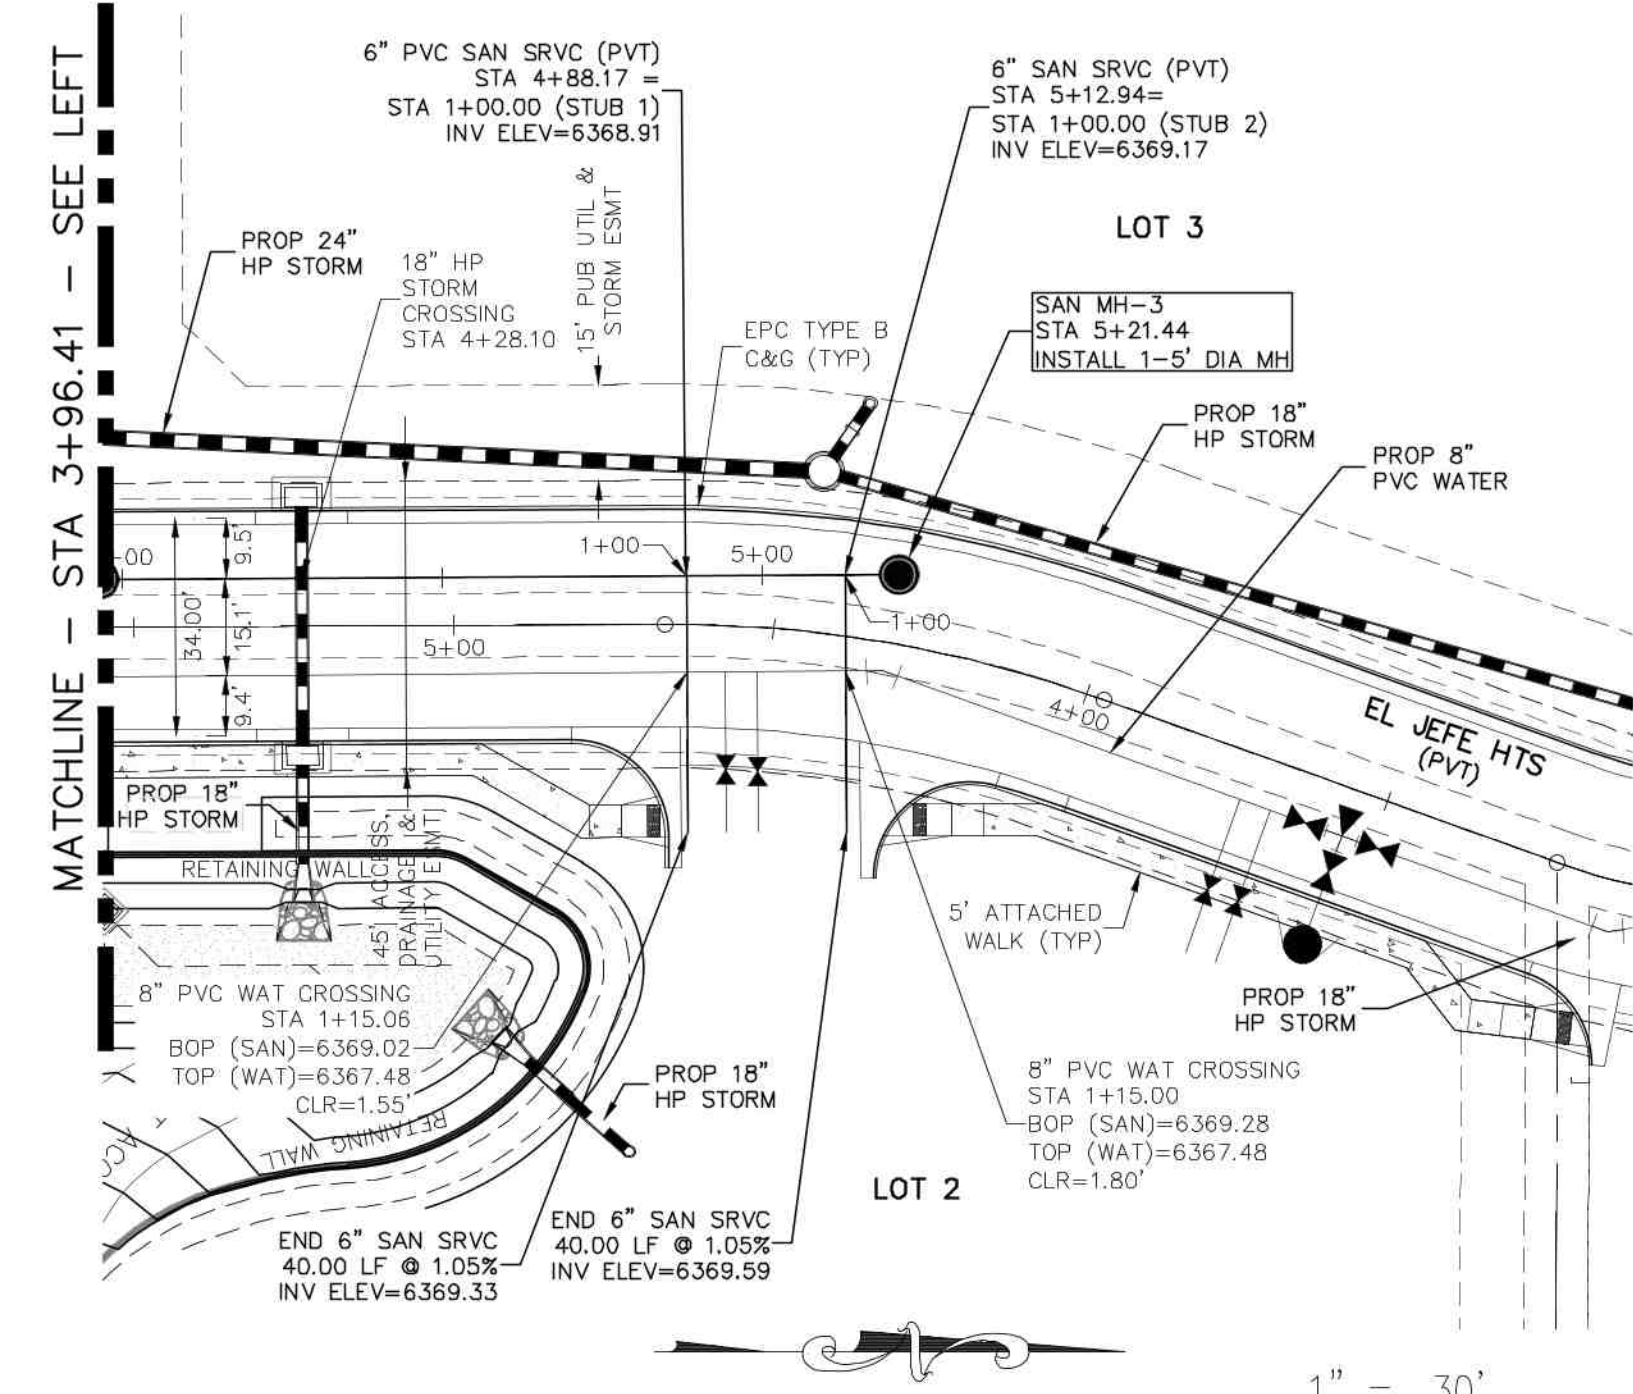 MATCHLINE – STA 3+96.41 – SEE LEFT
6" PVC SAN SRVC (PVT)
STA 4+88.17 =
STA 1+00.00 (STUB 1)
INV ELEV=6368.91
6" SAN SRVC (PVT)
STA 5+12.94=
STA 1+00.00 (STUB 2)
INV ELEV=6369.17
LOT 3
PROP 24"
HP STORM
18" HP
STORM
CROSSING
STA 4+28.10
15' PUB UTIL &
STORM ESMT
EPC TYPE B
C&G (TYP)
SAN MH-3
STA 5+21.44
INSTALL 1-5' DIA MH
PROP 18"
HP STORM
PROP 8"
PVC WATER
-00
9.5'
34.00'
15.1'
9.4'
1+00
5+00
5+00
1+00
4+00
EL JEFE HTS
(PVT)
PROP 18"
HP STORM
RETAINING WALL
45' ACCESS,
DRAINAGE &
UTILITY ESMT
5' ATTACHED
WALK (TYP)
PROP 18"
HP STORM
8" PVC WAT CROSSING
STA 1+15.06
BOP (SAN)=6369.02
TOP (WAT)=6367.48
CLR=1.55'
PROP 18"
HP STORM
8" PVC WAT CROSSING
STA 1+15.00
BOP (SAN)=6369.28
TOP (WAT)=6367.48
CLR=1.80'
RETAINING WALL
LOT 2
END 6" SAN SRVC
40.00 LF @ 1.05%
INV ELEV=6369.33
END 6" SAN SRVC
40.00 LF @ 1.05%
INV ELEV=6369.59
N
1" = 30'